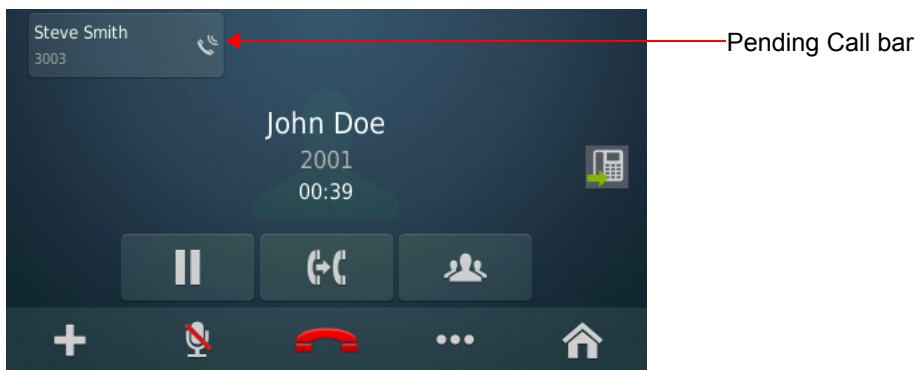 Steve Smith
3003
Pending Call bar
John Doe
2001
00:39